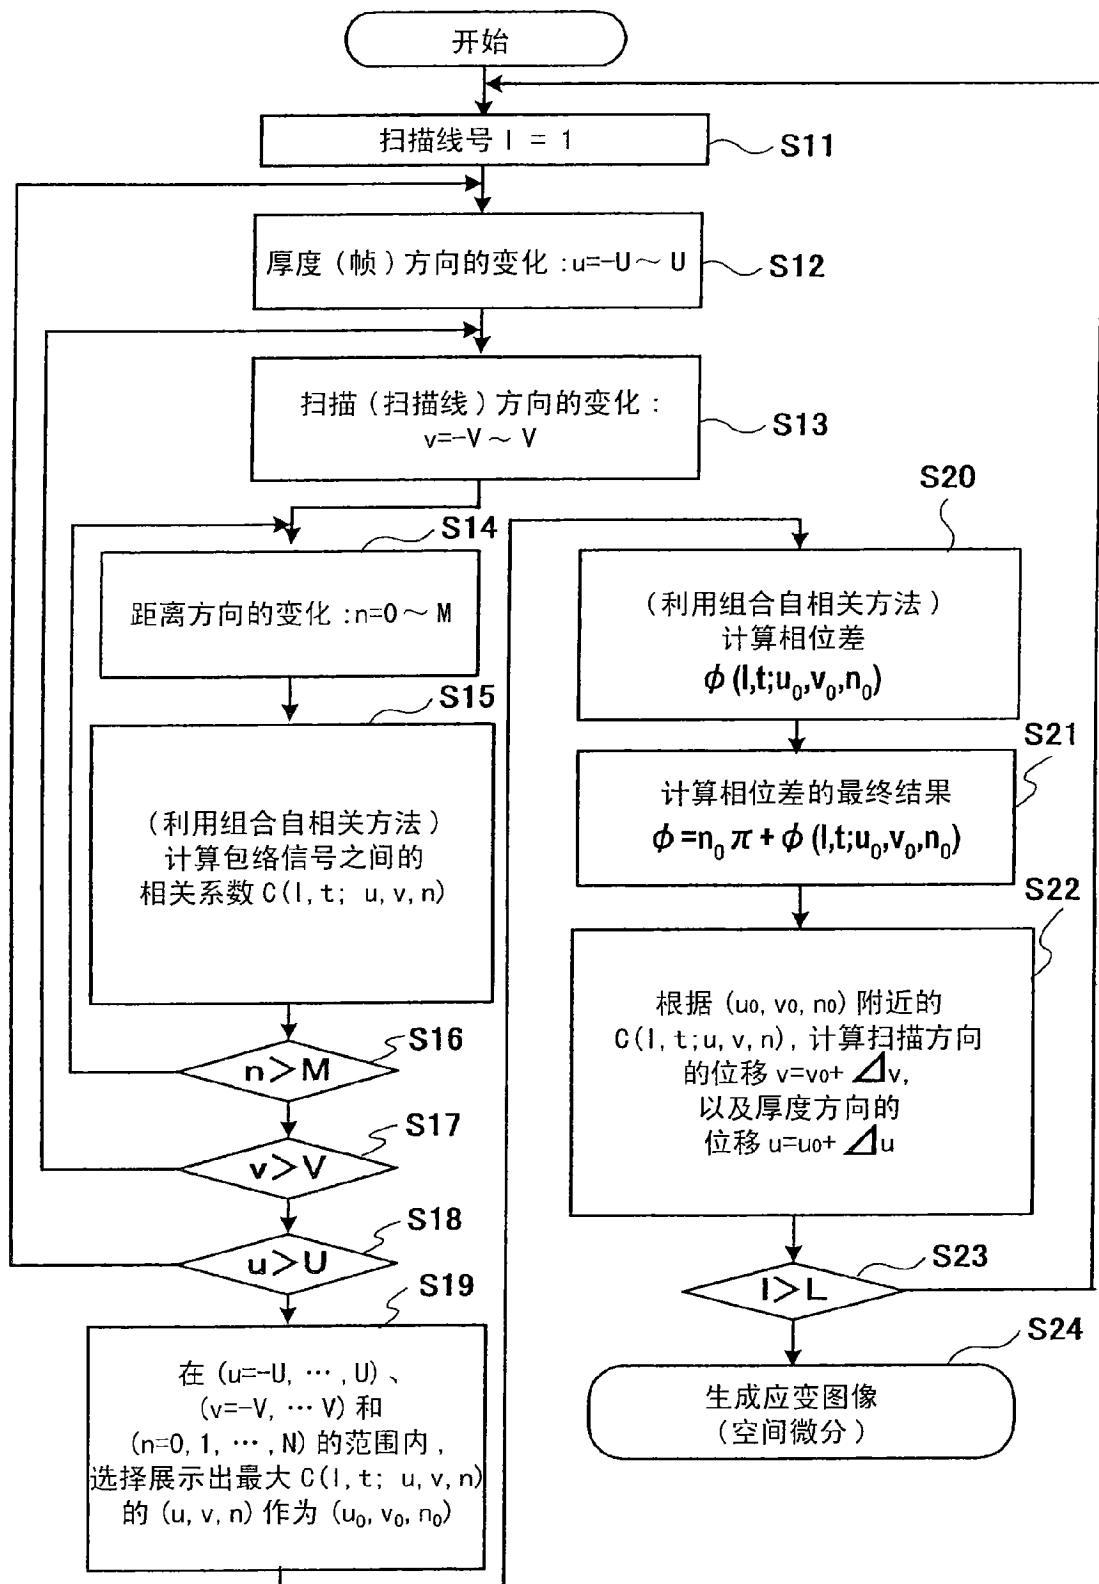 开始
扫描线号 l = 1
S11
厚度（帧）方向的变化:u=-U～ U
S12
扫描（扫描线）方向的变化:
v=-V～ V
S13
S14
距离方向的变化:n=0～ M
S15
（利用组合自相关方法）
计算包络信号之间的
相关系数 C(l, t; u, v, n)
n>M
S16
v>V
S17
u>U
S18
S19
在 (u=-U, …, U)、
(v=-V, … V) 和
(n=0, 1, …, N) 的范围内,
选择展示出最大 C(l, t; u, v, n)
的 (u, v, n) 作为 (u₀, v₀, n₀)
S20
（利用组合自相关方法）
计算相位差
ϕ (l,t;u₀,v₀,n₀)
S21
计算相位差的最终结果
ϕ =n₀ π + ϕ (l,t;u₀,v₀,n₀)
S22
根据 (u₀, v₀, n₀) 附近的
C(l, t;u, v, n), 计算扫描方向
的位移 v=v₀+ Δv,
以及厚度方向的
位移 u=u₀+ Δu
S23
l>L
S24
生成应变图像
（空间微分）